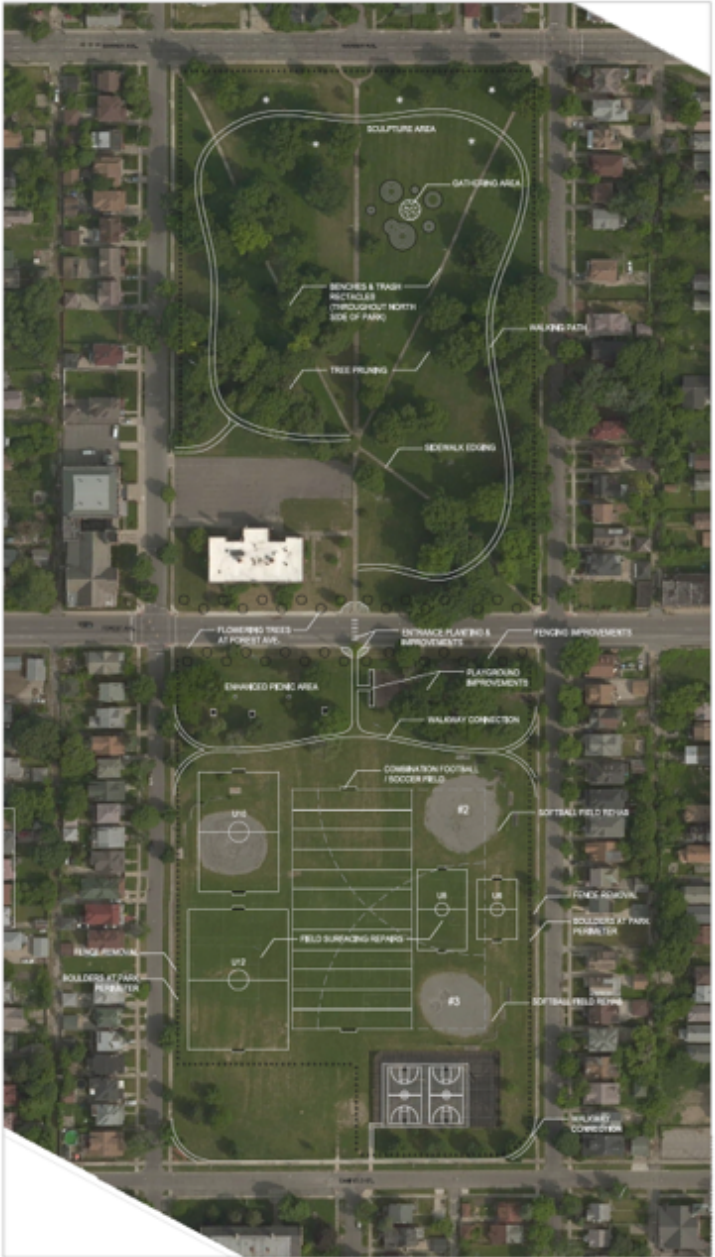 SCULPTURE AREA
GATHERING AREA
BENCHES & TRASH
RECTACLES
(THROUGHOUT NORTH
SIDE OF PARK)
WALKING PATH
TREE PRUNING
SIDEWALK EDGING
FLOWERING TREES
AT FOREST AVE.
ENTRANCE PLANTING &
IMPROVEMENTS
FENCING IMPROVEMENTS
ENHANCED PICNIC AREA
PLAYGROUND
IMPROVEMENTS
WALKWAY CONNECTION
COMBINATION FOOTBALL
/ SOCCER FIELD
U10
#2
SOFTBALL FIELD REHAB
U8
U6
FENCE REMOVAL
BOULDERS AT PARK
PERIMETER
FIELD SURFACING REPAIRS
FENCE REMOVAL
U12
BOULDERS AT PARK
PERIMETER
#3
SOFTBALL FIELD REHAB
WALKWAY
CONNECTION